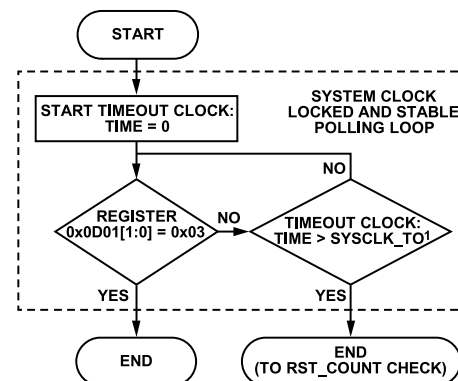 START
START TIMEOUT CLOCK:
TIME = 0
SYSTEM CLOCK
LOCKED AND STABLE
POLLING LOOP
NO
REGISTER
0x0D01[1:0] = 0x03
NO
TIMEOUT CLOCK:
TIME > SYSCLK_TO1
YES
YES
END
END
(TO RST_COUNT CHECK)